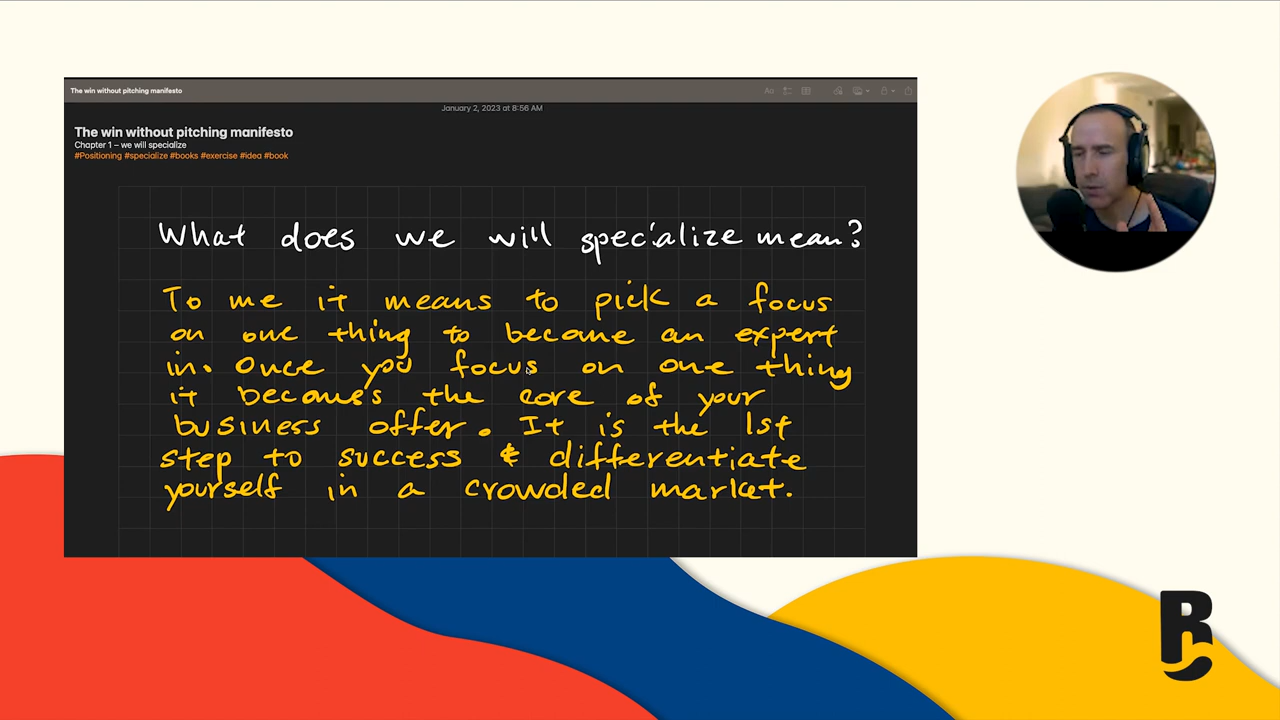 The win without pitching manifesto
Aa
January 2, 2023 at 8:56 AM
The win without pitching manifesto
Chapter 1 – we will specialize
#Positioning #specialize #books #exercise #idea #book
What does we will specialize mean?
To me it means to pick a focus
on one thing to become an expert
in. Once you focus on one thing
it becomes the core of your
business offer. It is the 1st
step to success & differentiate
yourself in a crowded market.